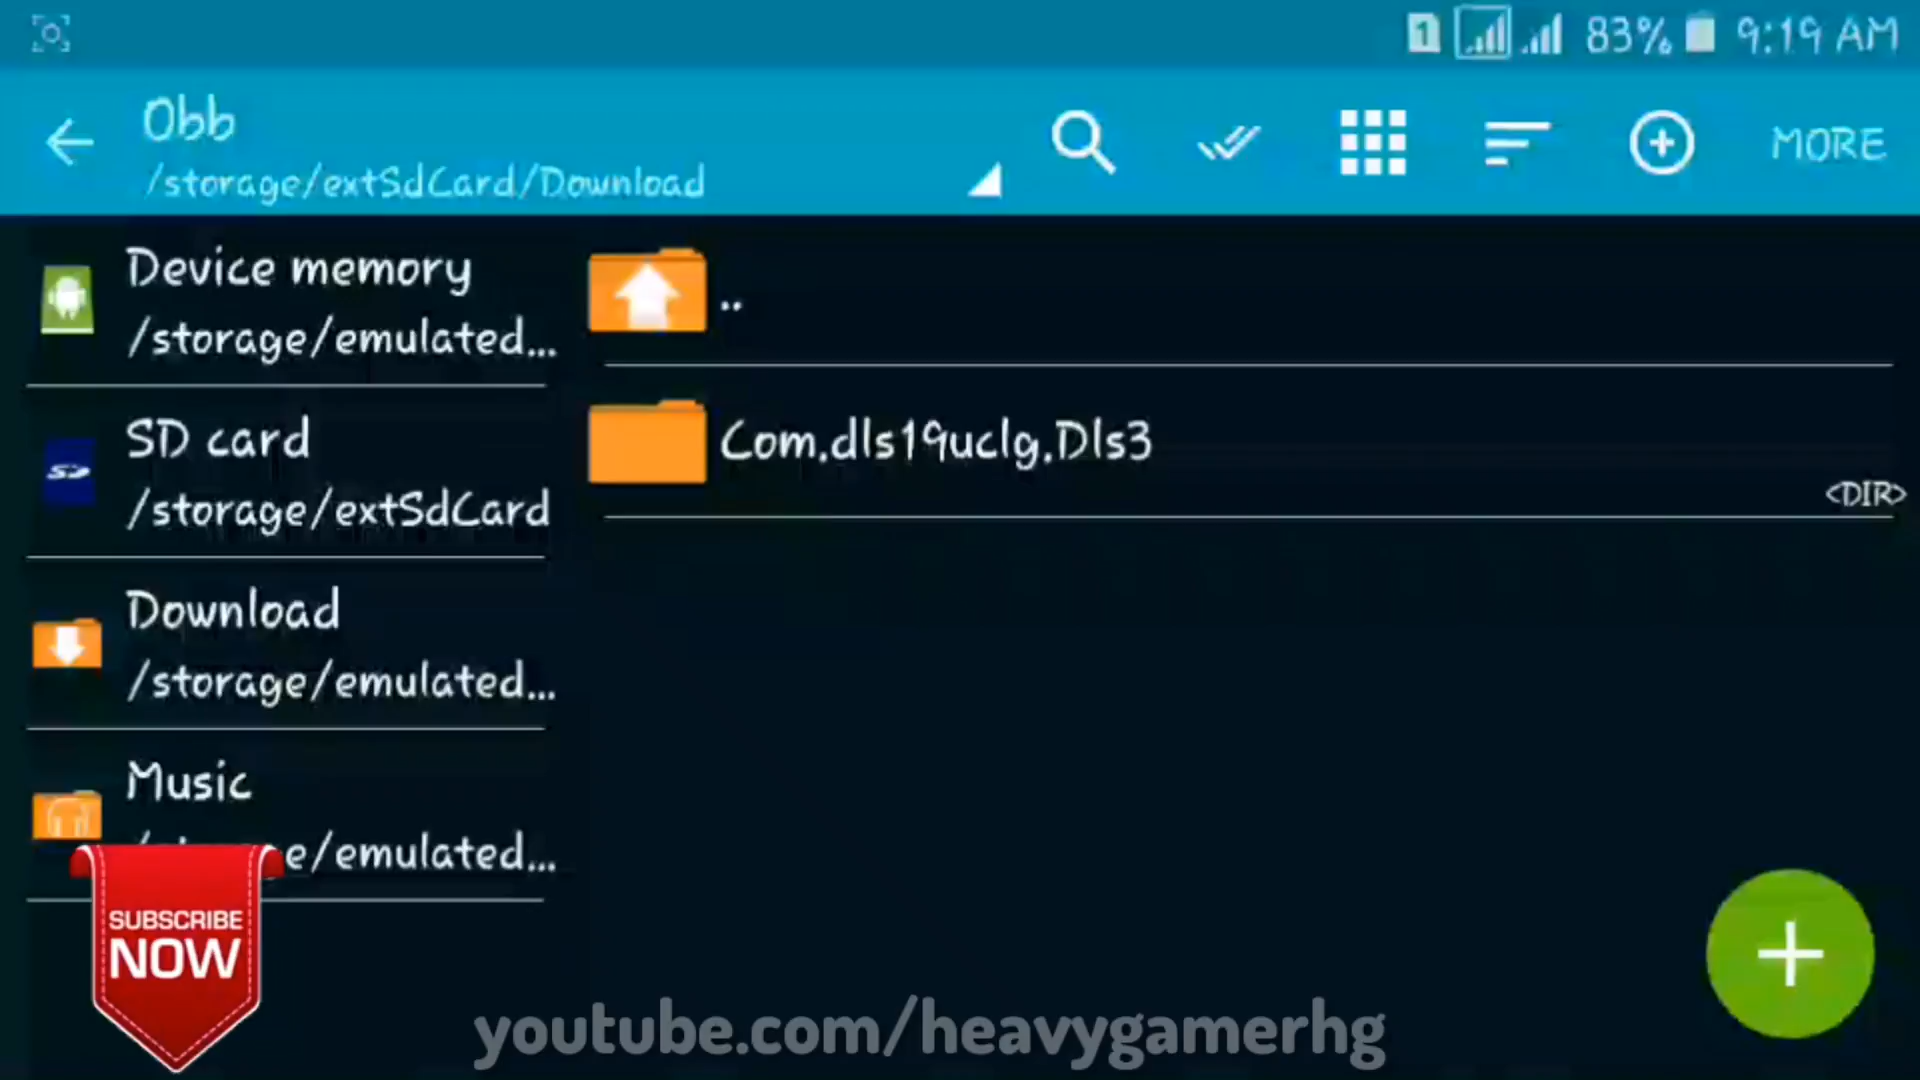 1 83% 9:19 AM
Obb
/storage/extSdCard/Download
MORE
Device memory
/storage/emulated...
SD card
/storage/extSdCard
Download
/storage/emulated...
Music
e/emulated...
..
Com.dls19uclg.Dls3
<DIR>
SUBSCRIBE
NOW
youtube.com/heavygamerhg